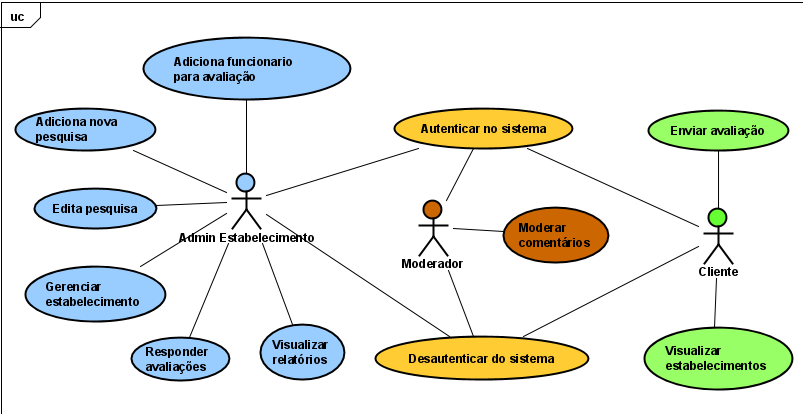 uc
Adiciona funcionario
para avaliação
Adiciona nova
pesquisa
Autenticar no sistema
Enviar avaliação
Edita pesquisa
Admin Estabelecimento
Moderar
comentários
Moderador
Cliente
Gerenciar
estabelecimento
Responder
avaliações
Visualizar
relatórios
Desautenticar do sistema
Visualizar
estabelecimentos